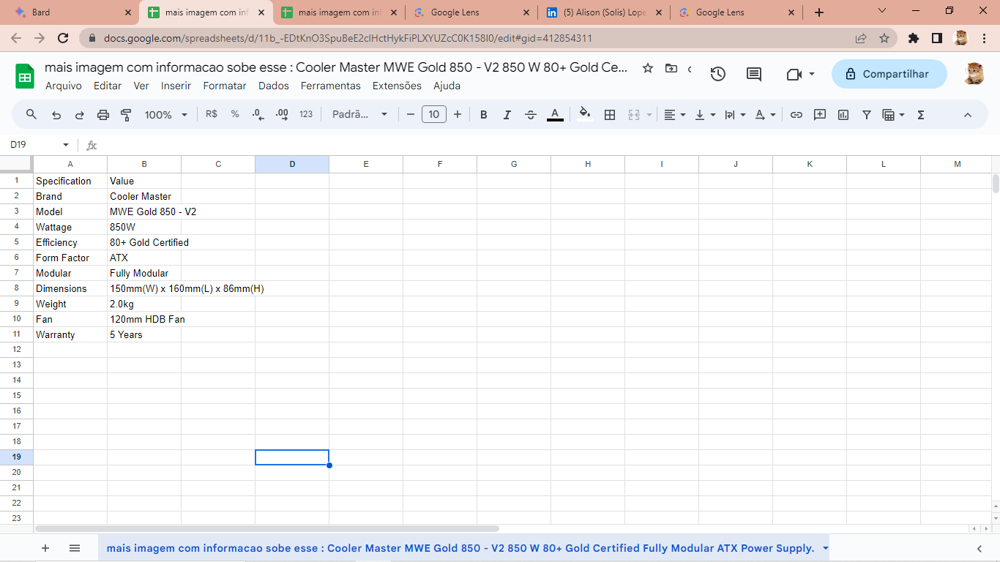 Bard
mais imagem com inf
mais imagem com inf
Google Lens
(5) Alison (Solis) Lope
Google Lens
docs.google.com/spreadsheets/d/11b_-EDtKnO3SpuBeE2cIHctHykFiPLXYUZcC0K158I0/edit#gid=412854311
mais imagem com informacao sobe esse : Cooler Master MWE Gold 850 - V2 850 W 80+ Gold Ce...
Compartilhar
Arquivo Editar Ver Inserir Formatar Dados Ferramentas Extensões Ajuda
100% R$ % .0 .00 123 Padrã... 10 B I A
D19 fx
A B C D E F G H I J K L M
1 Specification Value
2 Brand Cooler Master
3 Model MWE Gold 850 - V2
4 Wattage 850W
5 Efficiency 80+ Gold Certified
6 Form Factor ATX
7 Modular Fully Modular
8 Dimensions 150mm(W) x 160mm(L) x 86mm(H)
9 Weight 2.0kg
10 Fan 120mm HDB Fan
11 Warranty 5 Years
12
13
14
15
16
17
18
19
20
21
22
23
mais imagem com informacao sobe esse : Cooler Master MWE Gold 850 - V2 850 W 80+ Gold Certified Fully Modular ATX Power Supply.